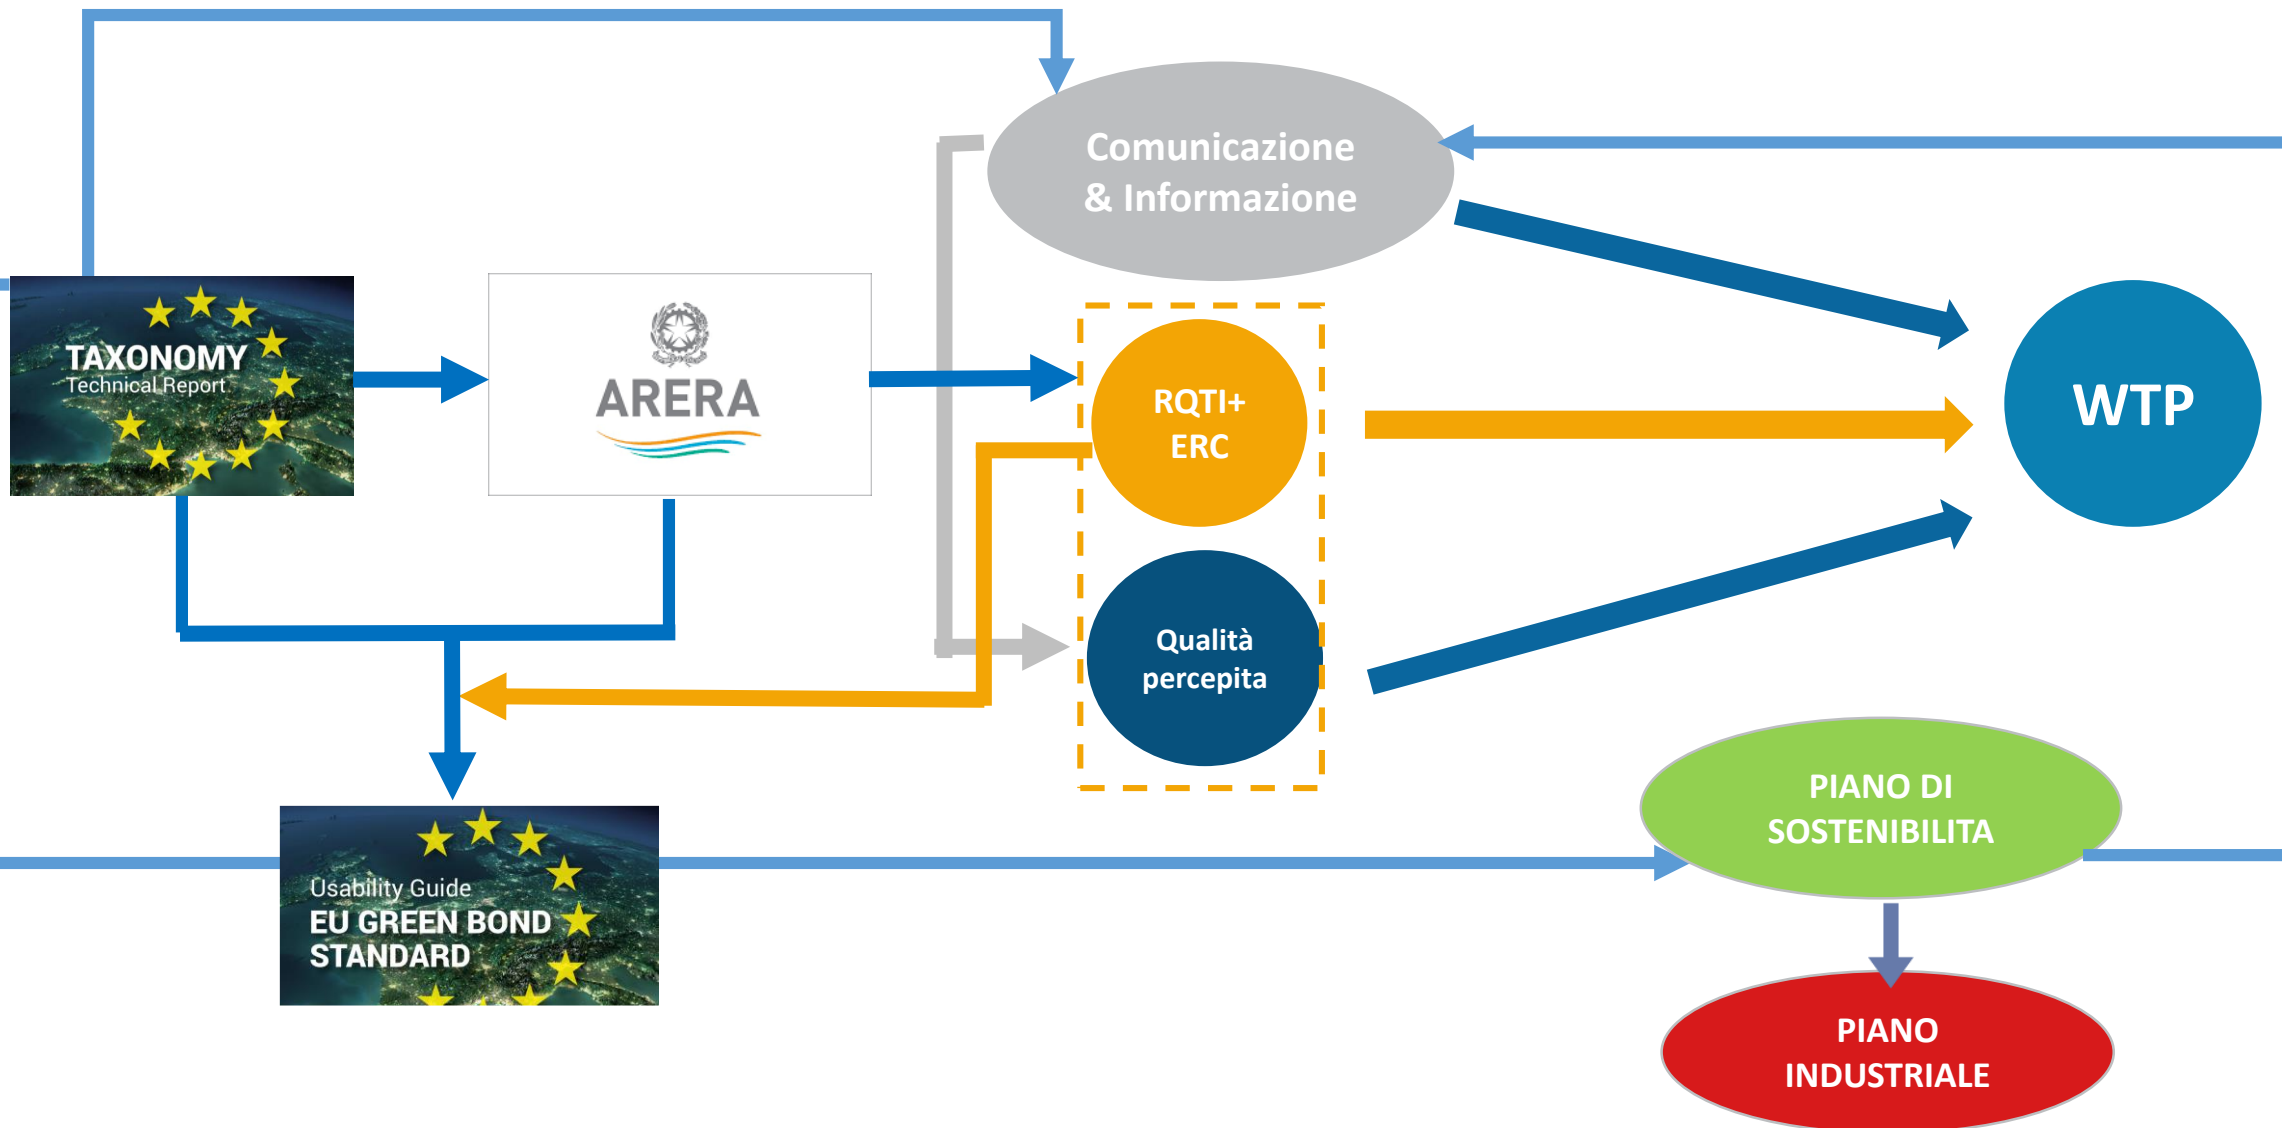 Comunicazione
& Informazione
TAXONOMY
Technical Report
ARERA
RQTI+
ERC
WTP
Qualità
percepita
PIANO DI
SOSTENIBILITA
Usability Guide
EU GREEN BOND
STANDARD
PIANO
INDUSTRIALE